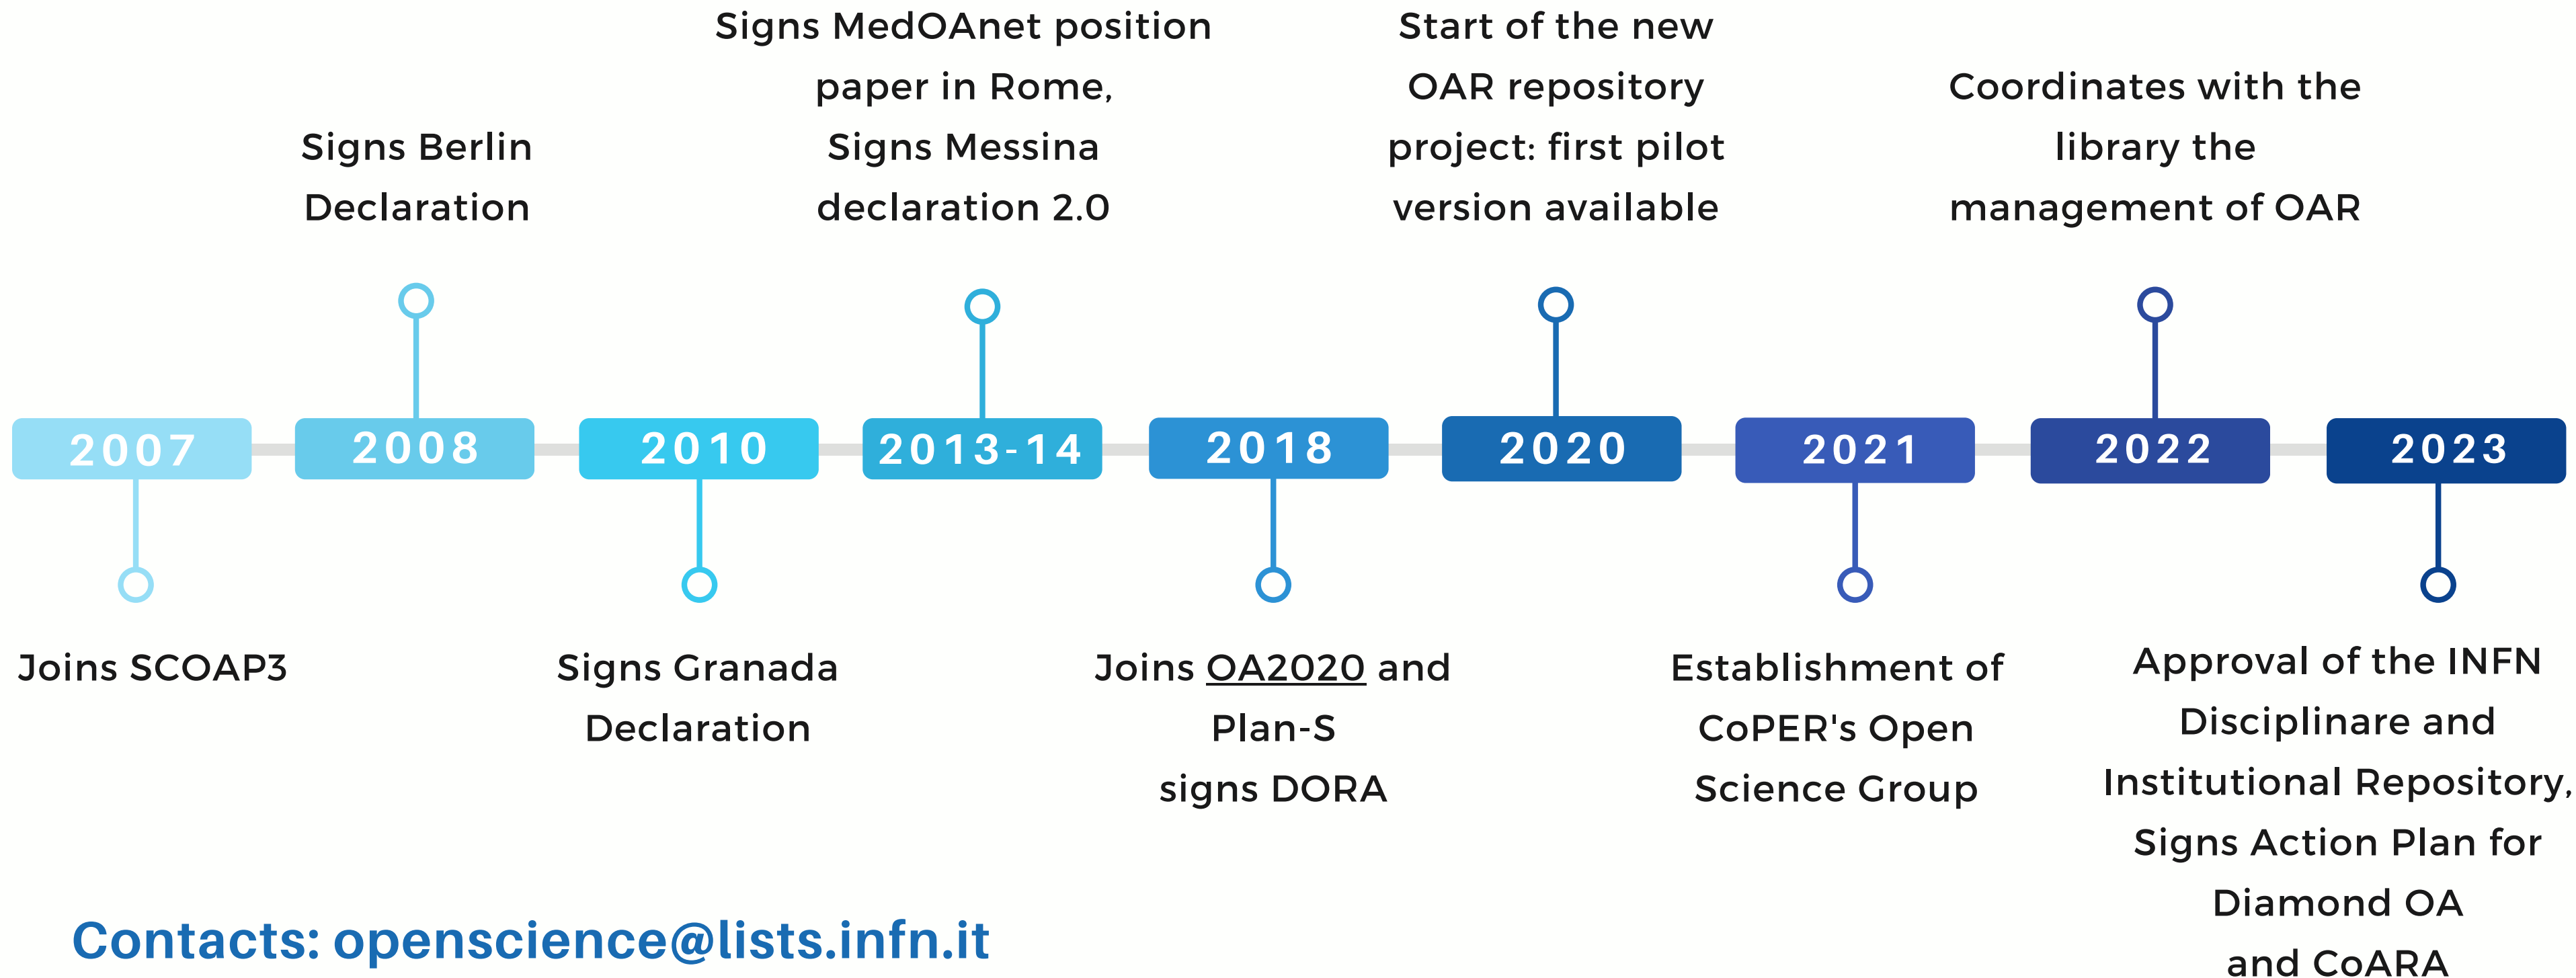 Signs MedOAnet position
paper in Rome,
Signs Messina
declaration 2.0
Start of the new
OAR repository
project: first pilot
version available
Coordinates with the
library the
management of OAR
Signs Berlin
Declaration
2007
2008
2010
2013-14
2018
2020
2021
2022
2023
Joins SCOAP3
Signs Granada
Declaration
Joins OA2020 and
Plan-S
signs DORA
Establishment of
CoPER's Open
Science Group
Approval of the INFN
Disciplinare and
Institutional Repository,
Signs Action Plan for
Diamond OA
and CoARA
Contacts: openscience@lists.infn.it